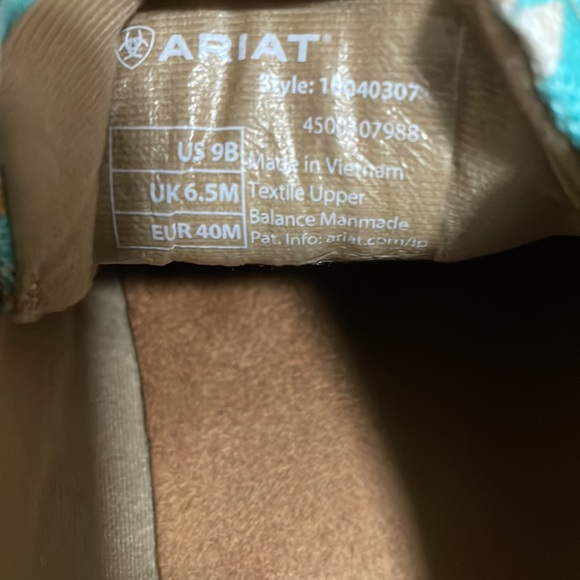 ARIAT
Style: 10040307
4500307988
US 9B
Made in Vietnam
UK 6.5M
Textile Upper
Balance Manmade
EUR 40M
Pat. Info: ariat.com/ip